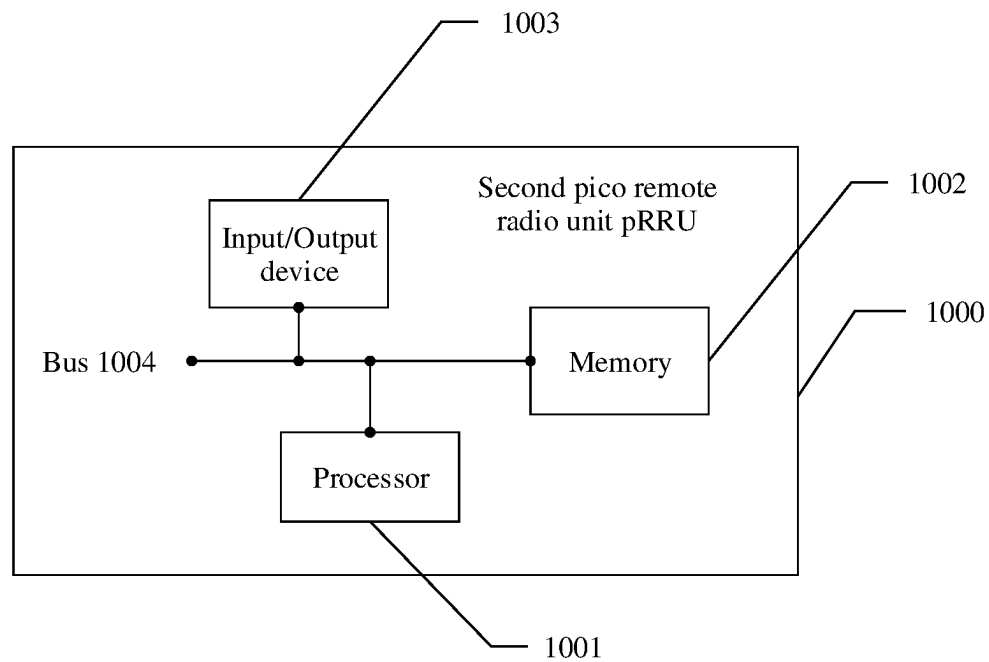 1003
Second pico remote
radio unit pRRU
1002
Input/Output
device
1000
Bus 1004
Memory
Processor
1001